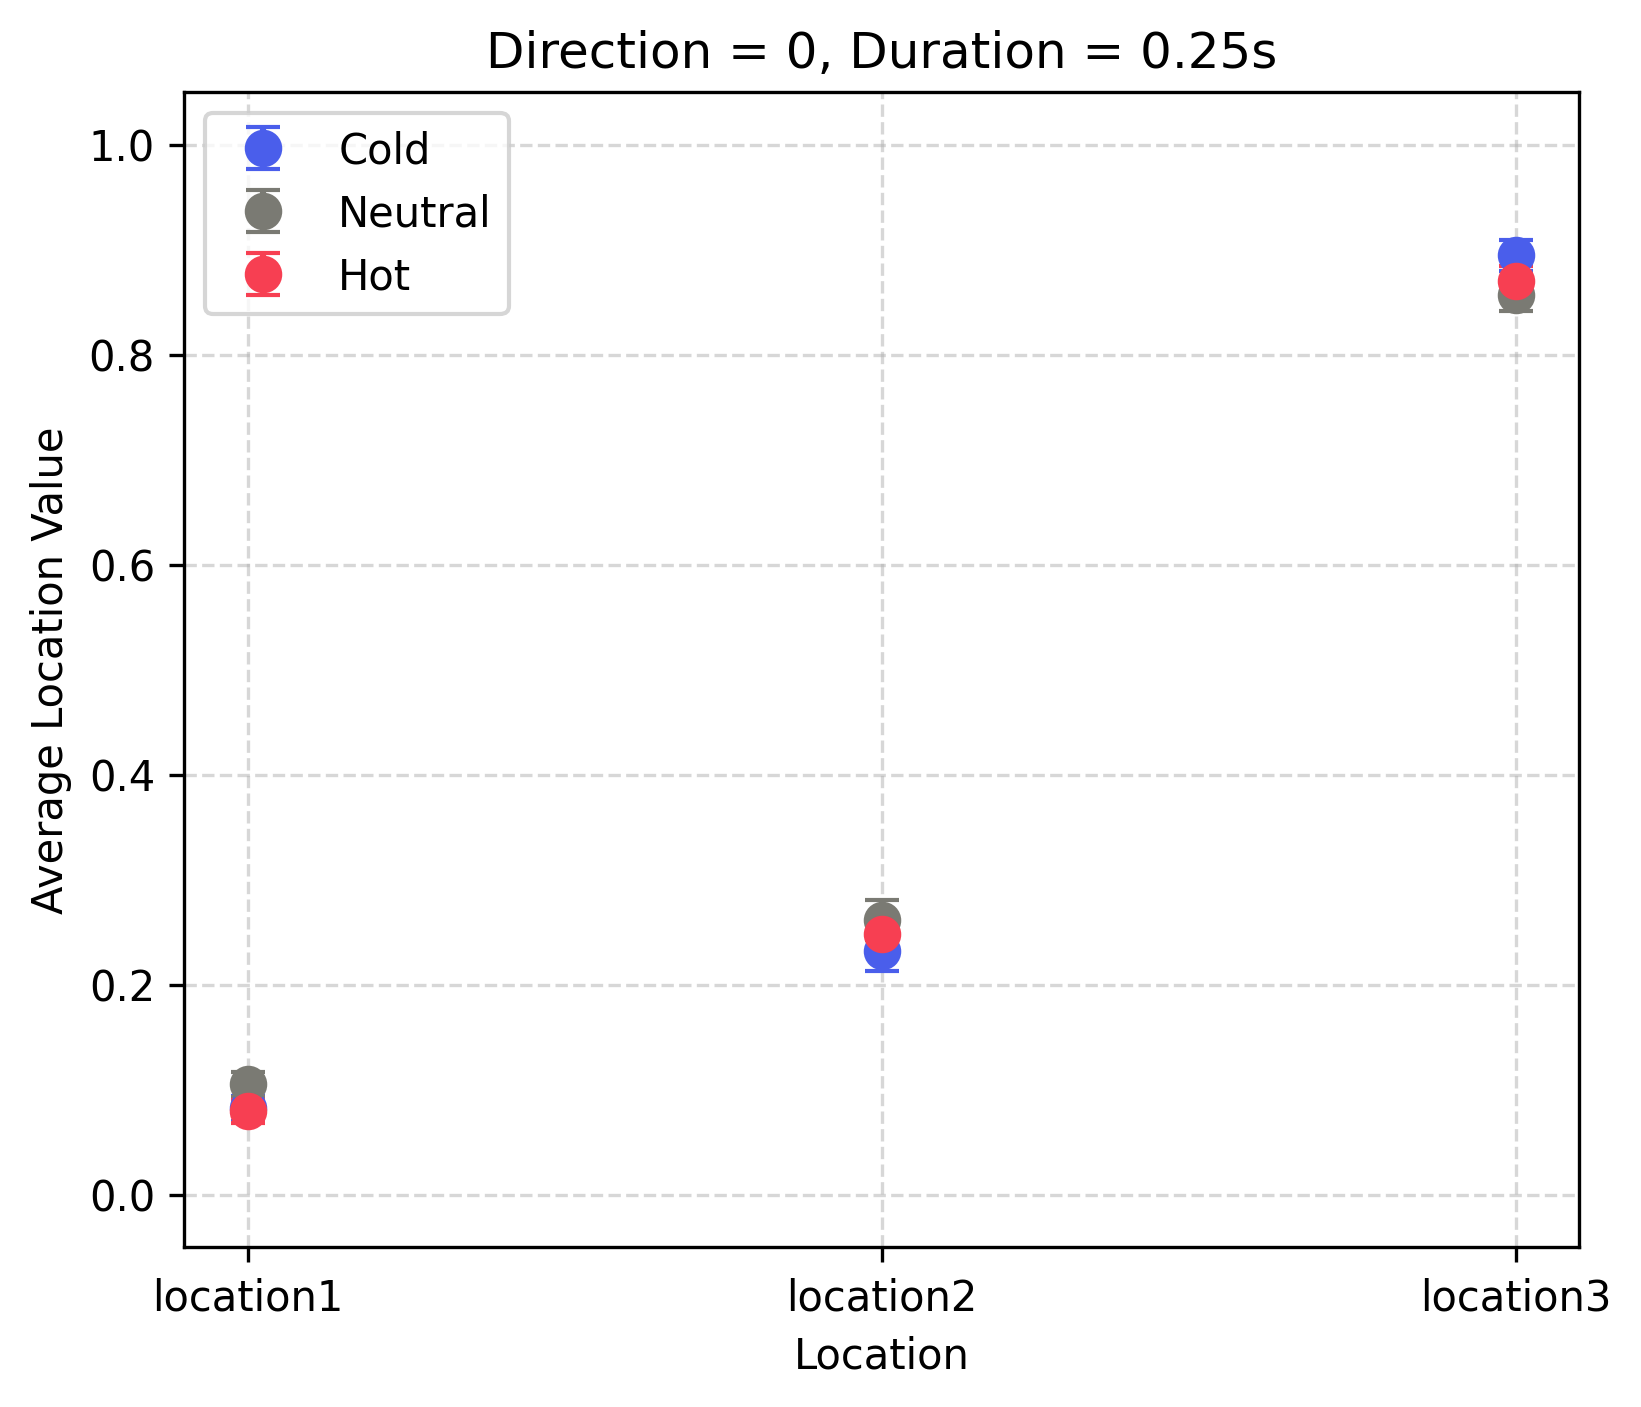 Direction = 0, Duration = 0.25s
Cold
Neutral
Hot
1.0
0.8
0.6
0.4
0.2
0.0
Average Location Value
location1
location2
location3
Location